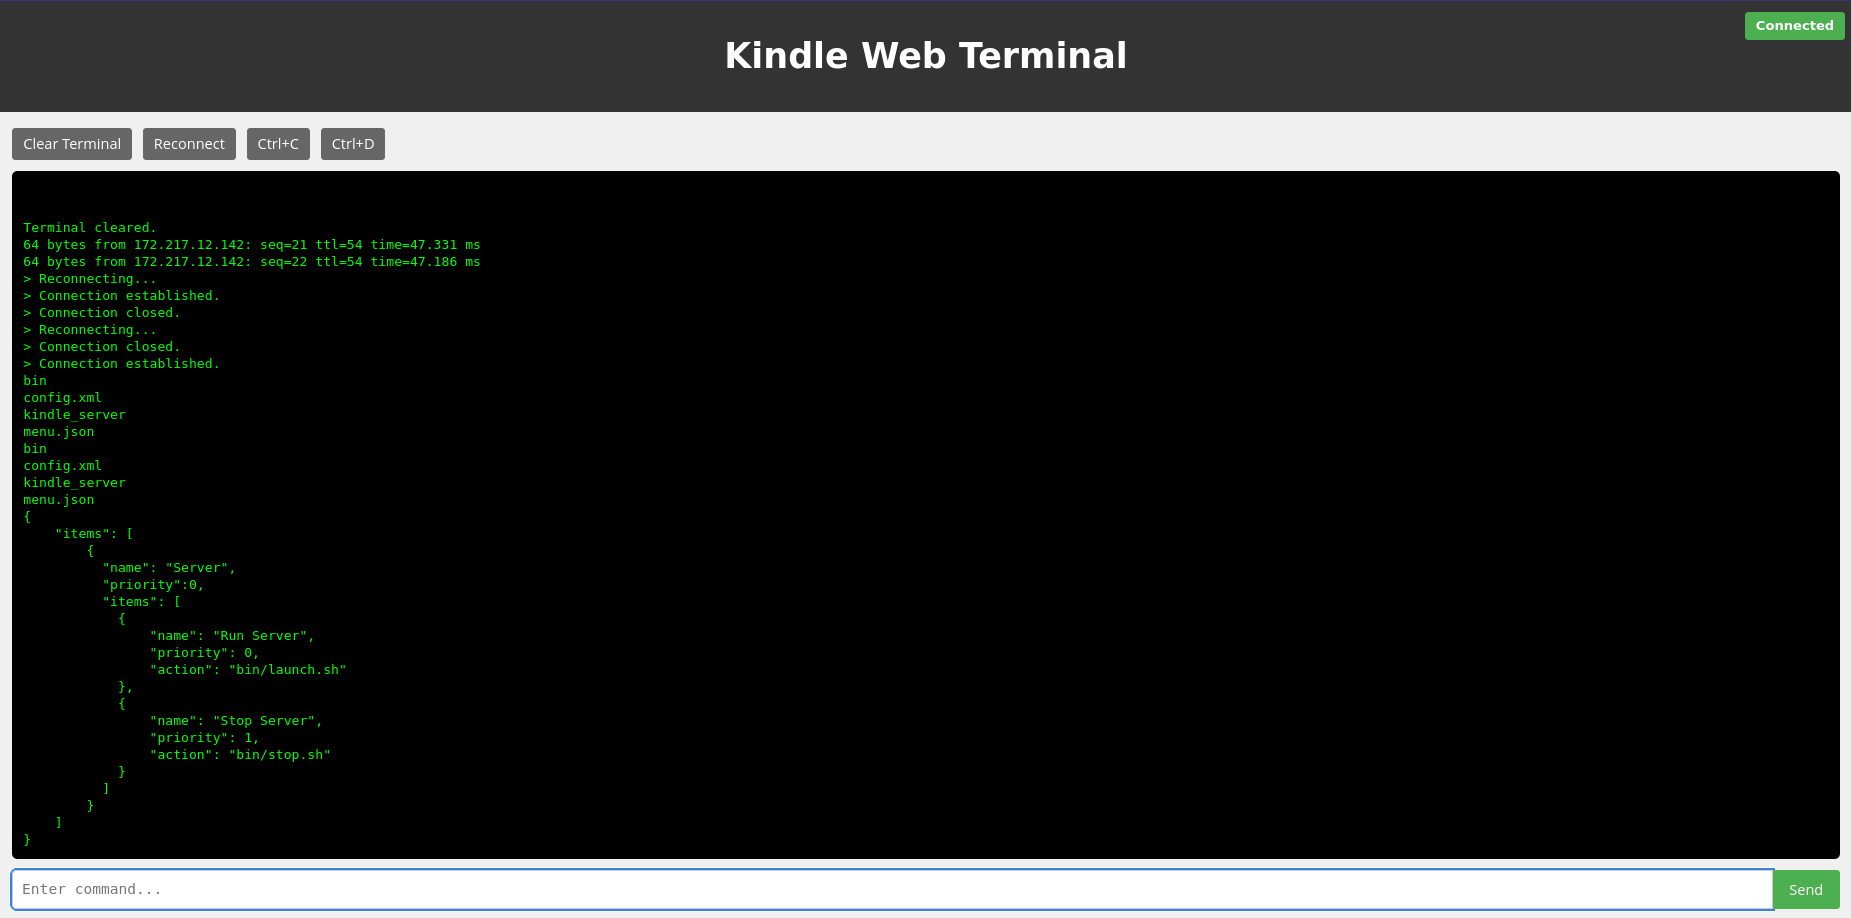 Connected
Kindle Web Terminal
Clear Terminal Reconnect Ctrl+C Ctrl+D
Terminal cleared.
64 bytes from 172.217.12.142: seq=21 ttl=54 time=47.331 ms
64 bytes from 172.217.12.142: seq=22 ttl=54 time=47.186 ms
> Reconnecting...
> Connection established.
> Connection closed.
> Reconnecting...
> Connection closed.
> Connection established.
bin
config.xml
kindle_server
menu.json
bin
config.xml
kindle_server
menu.json
{
    "items": [
        {
          "name": "Server",
          "priority":0,
          "items": [
            {
                "name": "Run Server",
                "priority": 0,
                "action": "bin/launch.sh"
            },
            {
                "name": "Stop Server",
                "priority": 1,
                "action": "bin/stop.sh"
            }
          ]
        }
    ]
}
Enter command... Send